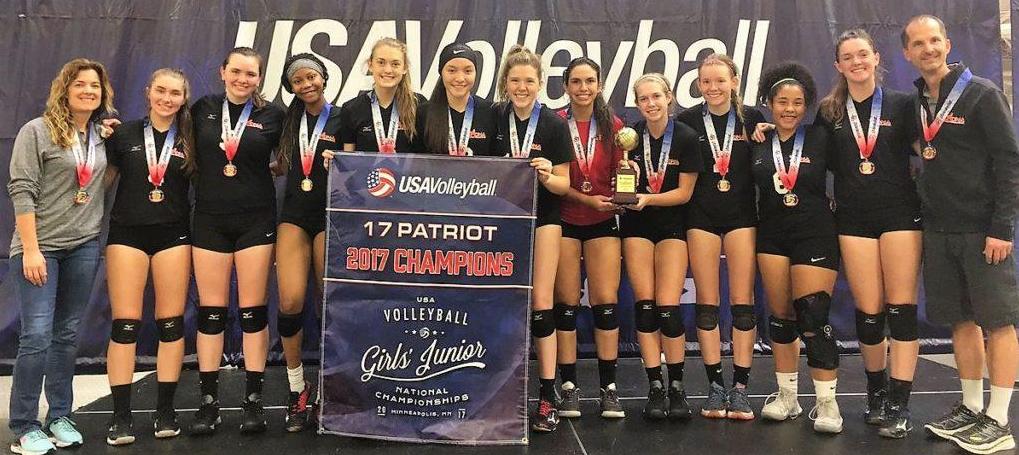 USAVolleyball
USAVolleyball
17 PATRIOT
2017 CHAMPIONS
USA
VOLLEYBALL
Girls' Junior
NATIONAL
CHAMPIONSHIPS
20 MINNEAPOLIS, MN 17